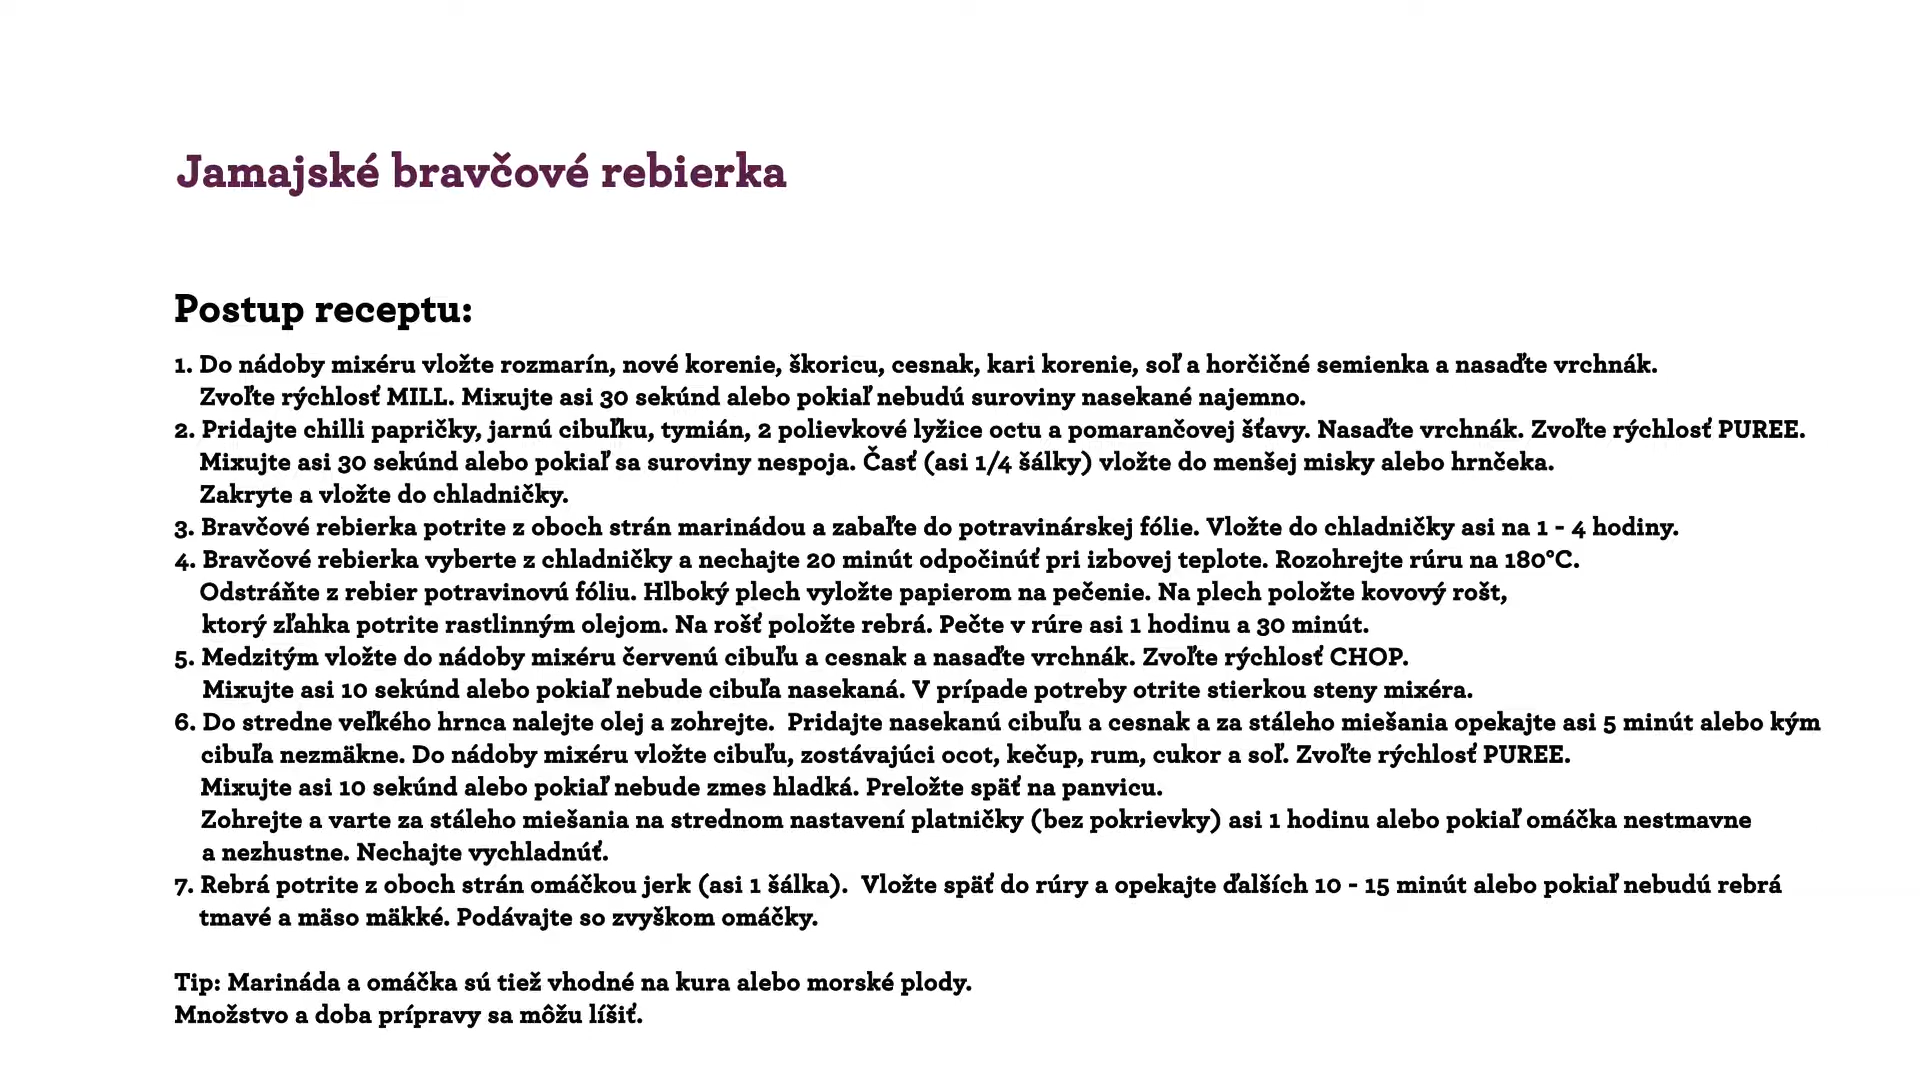 Jamajské bravčové rebierka
Postup receptu:
1. Do nádoby mixéru vložte rozmarín, nové korenie, škoricu, cesnak, kari korenie, soľ a horčičné semienka a nasaďte vrchnák.
Zvoľte rýchlosť MILL. Mixujte asi 30 sekúnd alebo pokiaľ nebudú suroviny nasekané najemno.
2. Pridajte chilli papričky, jarnú cibuľku, tymián, 2 polievkové lyžice octu a pomarančovej šťavy. Nasaďte vrchnák. Zvoľte rýchlosť PUREE.
Mixujte asi 30 sekúnd alebo pokiaľ sa suroviny nespoja. Časť (asi 1/4 šálky) vložte do menšej misky alebo hrnčeka.
Zakryte a vložte do chladničky.
3. Bravčové rebierka potrite z oboch strán marinádou a zabaľte do potravinárskej fólie. Vložte do chladničky asi na 1 - 4 hodiny.
4. Bravčové rebierka vyberte z chladničky a nechajte 20 minút odpočinúť pri izbovej teplote. Rozohrejte rúru na 180°C.
Odstráňte z rebier potravinovú fóliu. Hlboký plech vyložte papierom na pečenie. Na plech položte kovový rošt,
ktorý zľahka potrite rastlinným olejom. Na rošť položte rebrá. Pečte v rúre asi 1 hodinu a 30 minút.
5. Medzitým vložte do nádoby mixéru červenú cibuľu a cesnak a nasaďte vrchnák. Zvoľte rýchlosť CHOP.
Mixujte asi 10 sekúnd alebo pokiaľ nebude cibuľa nasekaná. V prípade potreby otrite stierkou steny mixéra.
6. Do stredne veľkého hrnca nalejte olej a zohrejte.  Pridajte nasekanú cibuľu a cesnak a za stáleho miešania opekajte asi 5 minút alebo kým
cibuľa nezmäkne. Do nádoby mixéru vložte cibuľu, zostávajúci ocot, kečup, rum, cukor a soľ. Zvoľte rýchlosť PUREE.
Mixujte asi 10 sekúnd alebo pokiaľ nebude zmes hladká. Preložte späť na panvicu.
Zohrejte a varte za stáleho miešania na strednom nastavení platničky (bez pokrievky) asi 1 hodinu alebo pokiaľ omáčka nestmavne
a nezhustne. Nechajte vychladnúť.
7. Rebrá potrite z oboch strán omáčkou jerk (asi 1 šálka).  Vložte späť do rúry a opekajte ďalších 10 - 15 minút alebo pokiaľ nebudú rebrá
tmavé a mäso mäkké. Podávajte so zvyškom omáčky.
Tip: Marináda a omáčka sú tiež vhodné na kura alebo morské plody.
Množstvo a doba prípravy sa môžu líšiť.